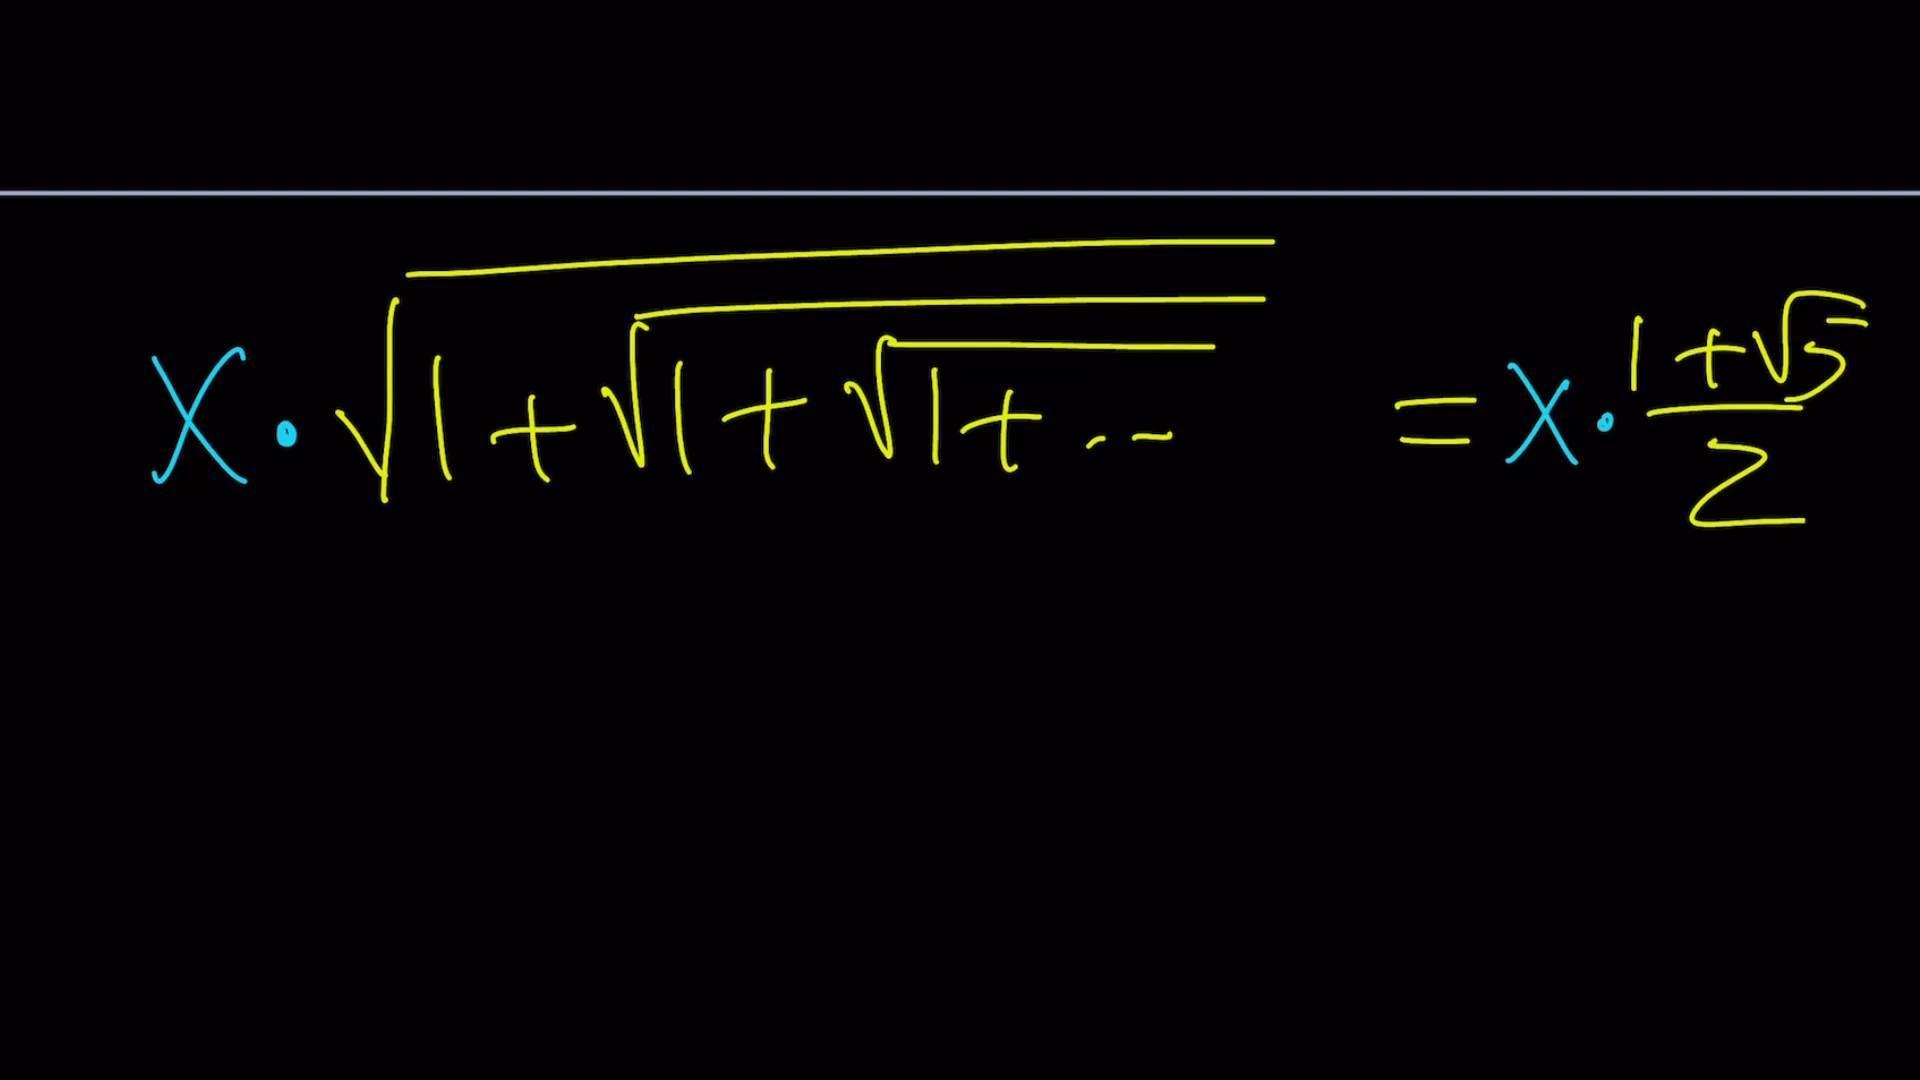 X · √(1 + √(1 + √(1 + ... = X · (1 + √5)/2